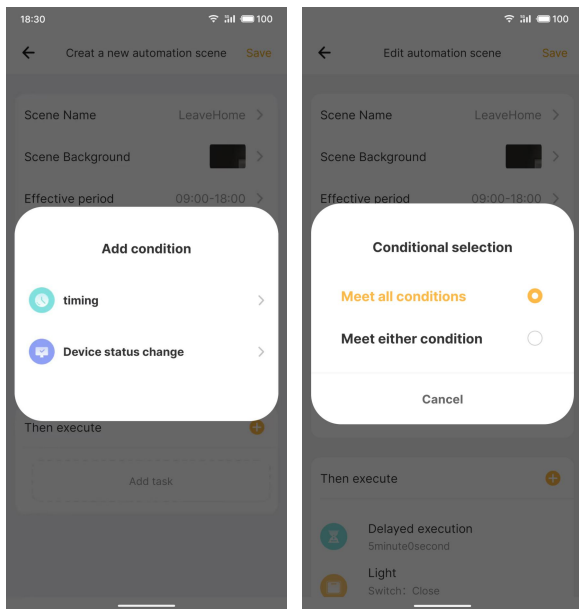 18:30
100
Creat a new automation scene
Save
Scene Name
LeaveHome
Scene Background
Effective period
09:00-18:00
Add condition
timing
Device status change
Then execute
Add task
100
Edit automation scene
Save
Scene Name
LeaveHome
Scene Background
Effective period
09:00-18:00
Conditional selection
Meet all conditions
Meet either condition
Cancel
Then execute
Delayed execution
5minute0second
Light
Switch: Close